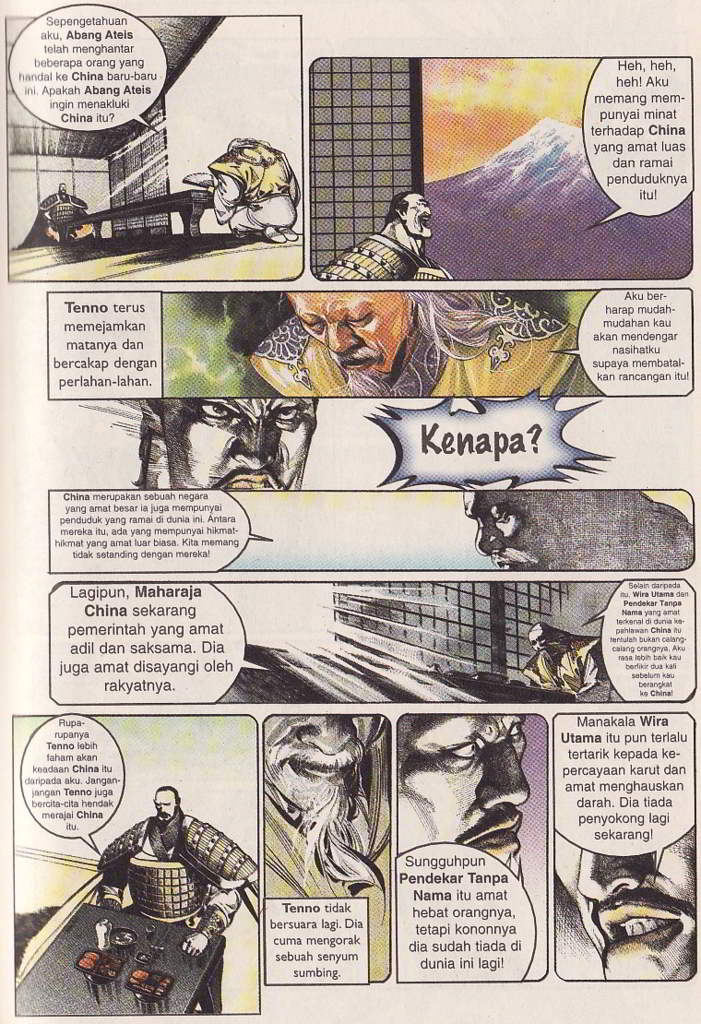 Sepengetahuan
aku, Abang Ateis
telah menghantar
beberapa orang yang
handal ke China baru-baru
ini. Apakah Abang Ateis
ingin menakluki
China itu?
Heh, heh,
heh! Aku
memang mem-
punyai minat
terhadap China
yang amat luas
dan ramai
penduduknya
itu!
Tenno terus
memejamkan
matanya dan
bercakap dengan
perlahan-lahan.
Aku ber-
harap mudah-
mudahan kau
akan mendengar
nasihatku
supaya membatal-
kan rancangan itu!
Kenapa?
China merupakan sebuah negara
yang amat besar ia juga mempunyai
penduduk yang ramai di dunia ini. Antara
mereka itu, ada yang mempunyai hikmat-
hikmat yang amat luar biasa. Kita memang
tidak setanding dengan mereka!
Lagipun, Maharaja
China sekarang
pemerintah yang amat
adil dan saksama. Dia
juga amat disayangi oleh
rakyatnya.
Selain daripada
itu, Wira Utama dan
Pendekar Tanpa
Nama yang amat
terkenal di dunia ke-
pahlawan China itu
tentulah bukan calang-
calang orangnya. Aku
rasa lebih baik kau
berfikir dua kali
sebelum kau
berangkat
ke China!
Rupa-
rupanya
Tenno lebih
faham akan
keadaan China itu
daripada aku. Jangan-
jangan Tenno juga
bercita-cita hendak
merajai China
itu.
Tenno tidak
bersuara lagi. Dia
cuma mengorak
sebuah senyum
sumbing.
Sungguhpun
Pendekar Tanpa
Nama itu amat
hebat orangnya,
tetapi kononnya
dia sudah tiada di
dunia ini lagi!
Manakala Wira
Utama itu pun terlalu
tertarik kepada ke-
percayaan karut dan
amat menghauskan
darah. Dia tiada
penyokong lagi
sekarang!